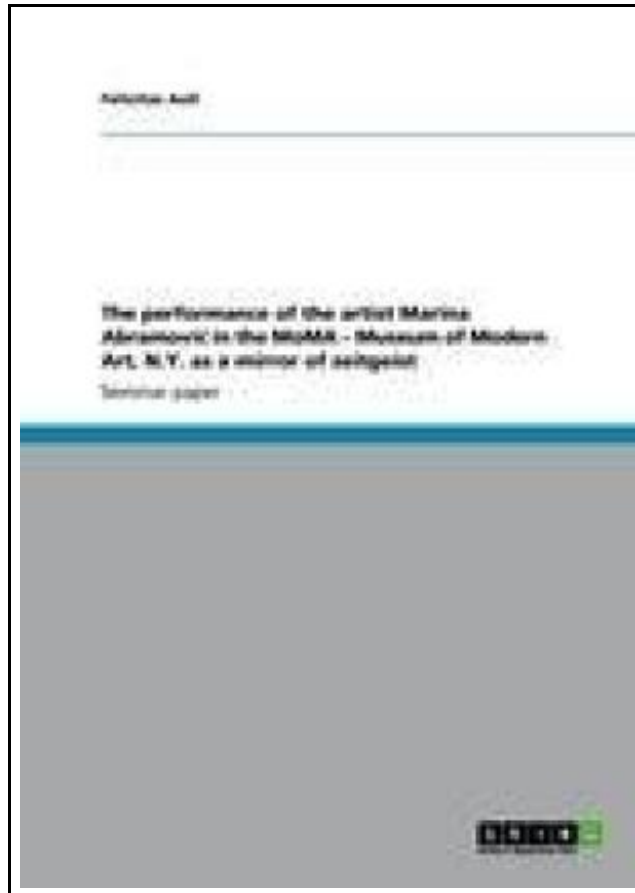 The performance of the artist Marina
Abramović in the MoMA - Museum of Modern
Art, N.Y. as a mirror of zeitgeist
Seminar paper